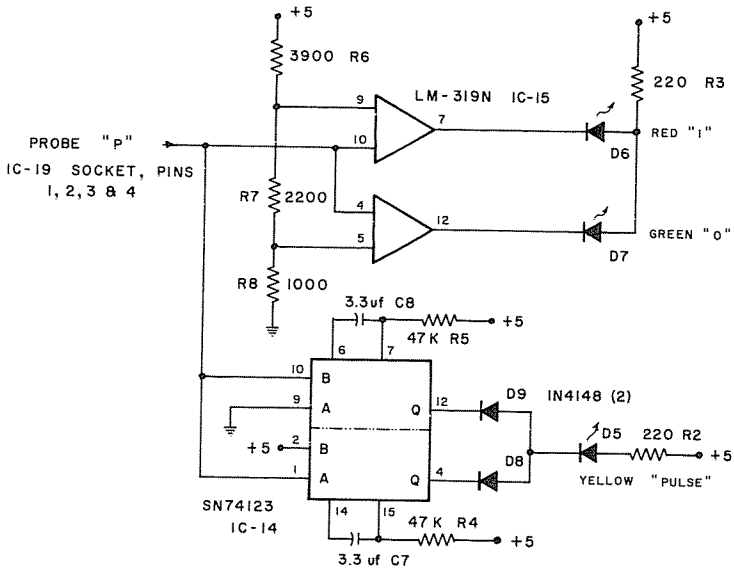 +5
3900 R6
LM-319N IC-15
9
7
10
PROBE "P"
IC-19 SOCKET, PINS
1, 2, 3 & 4
+5
220 R3
RED "1"
D6
R7 2200
4
12
5
GREEN "0"
D7
R8 1000
3.3 uf C8
+5
47K R5
6
7
10 B
9 A
Q 12
D9 1N4148 (2)
+5 2 B
1 A
Q 4
D8
D5 220 R2
+5
YELLOW "PULSE"
SN74123
IC-14
14
15
47K R4
+5
3.3 uf C7